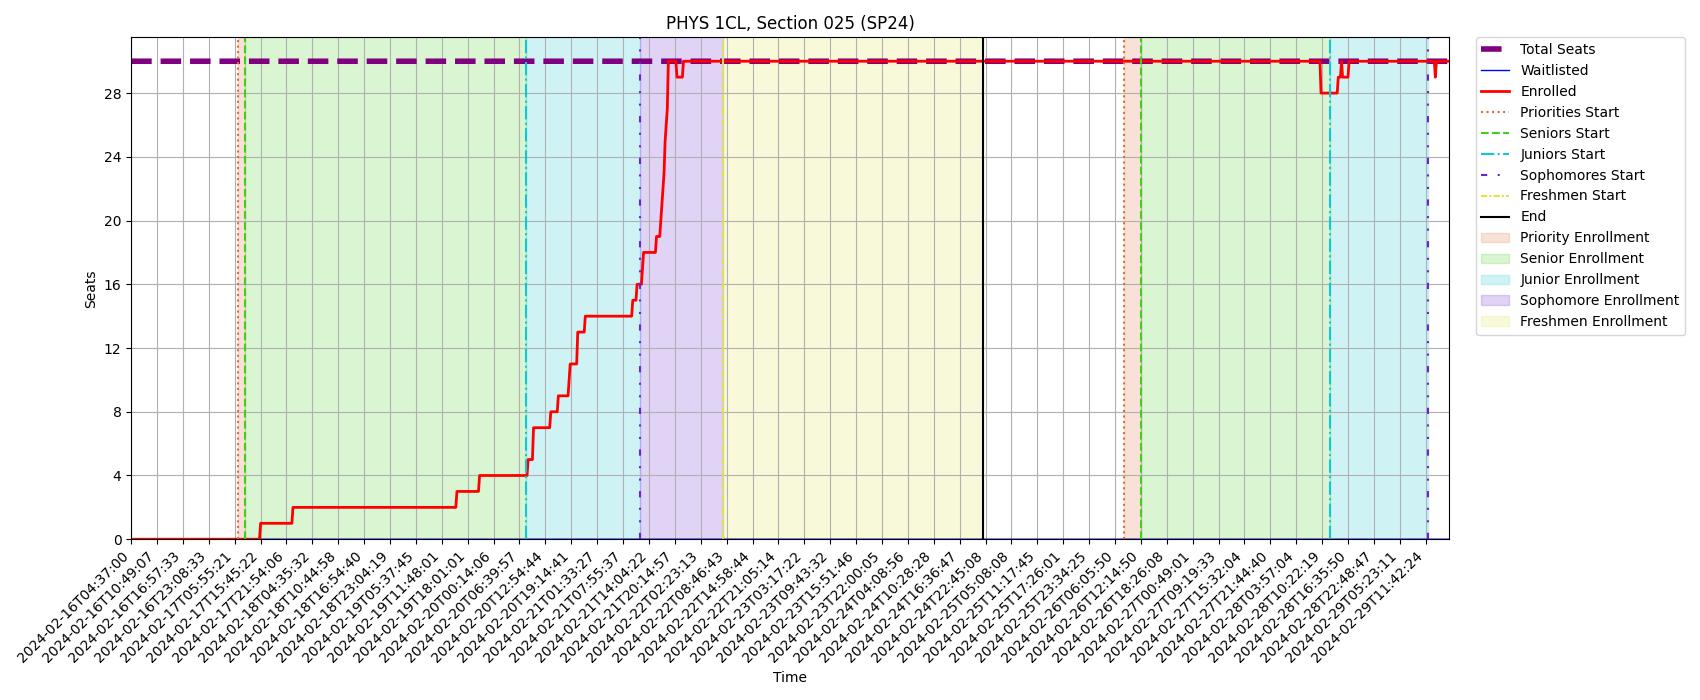 PHYS 1CL, Section 025 (SP24)
Seats
28
24
20
16
12
8
4
0
2024-02-16T04:37:00
2024-02-16T10:49:07
2024-02-16T16:57:33
2024-02-16T23:08:33
2024-02-17T05:55:21
2024-02-17T15:45:22
2024-02-17T21:54:06
2024-02-18T04:35:32
2024-02-18T10:44:58
2024-02-18T16:54:40
2024-02-18T23:04:19
2024-02-19T05:37:45
2024-02-19T11:48:01
2024-02-19T18:01:01
2024-02-20T00:14:06
2024-02-20T06:39:57
2024-02-20T12:54:44
2024-02-20T19:14:41
2024-02-21T01:33:27
2024-02-21T07:55:37
2024-02-21T14:04:22
2024-02-21T20:14:57
2024-02-22T02:23:13
2024-02-22T08:46:43
2024-02-22T14:58:44
2024-02-22T21:05:14
2024-02-23T03:17:22
2024-02-23T09:43:32
2024-02-23T15:51:46
2024-02-23T22:00:05
2024-02-24T04:08:56
2024-02-24T10:28:28
2024-02-24T16:36:47
2024-02-24T22:45:08
2024-02-25T05:08:08
2024-02-25T11:17:45
2024-02-25T17:26:01
2024-02-25T23:34:25
2024-02-26T06:05:50
2024-02-26T12:14:50
2024-02-26T18:26:08
2024-02-27T00:49:01
2024-02-27T09:19:33
2024-02-27T15:32:04
2024-02-27T21:44:40
2024-02-28T03:57:04
2024-02-28T10:22:19
2024-02-28T16:35:50
2024-02-28T22:48:47
2024-02-29T05:23:11
2024-02-29T11:42:24
Time
Total Seats
Waitlisted
Enrolled
Priorities Start
Seniors Start
Juniors Start
Sophomores Start
Freshmen Start
End
Priority Enrollment
Senior Enrollment
Junior Enrollment
Sophomore Enrollment
Freshmen Enrollment